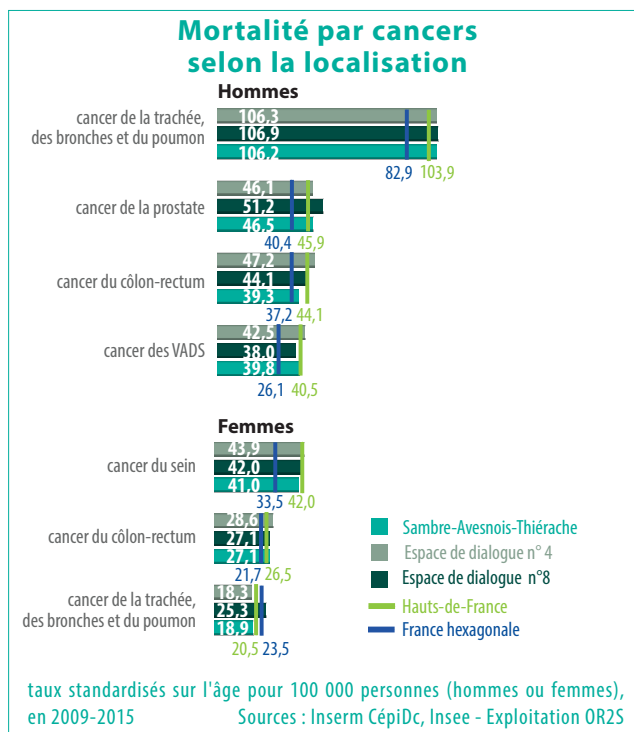 Mortalité par cancers
selon la localisation
Hommes
cancer de la trachée,
des bronches et du poumon
106,3
106,9
106,2
82,9 103,9
cancer de la prostate
46,1
51,2
46,5
40,4 45,9
cancer du côlon-rectum
47,2
44,1
39,3
37,2 44,1
cancer des VADS
42,5
38,0
39,8
26,1 40,5
Femmes
cancer du sein
43,9
42,0
41,0
33,5 42,0
cancer du côlon-rectum
28,6
27,1
27,1
21,7 26,5
cancer de la trachée,
des bronches et du poumon
18,3
25,3
18,9
20,5 23,5
Sambre-Avesnois-Thiérache
Espace de dialogue n° 4
Espace de dialogue n°8
Hauts-de-France
France hexagonale
taux standardisés sur l'âge pour 100 000 personnes (hommes ou femmes),
en 2009-2015 Sources : Inserm CépiDc, Insee - Exploitation OR2S